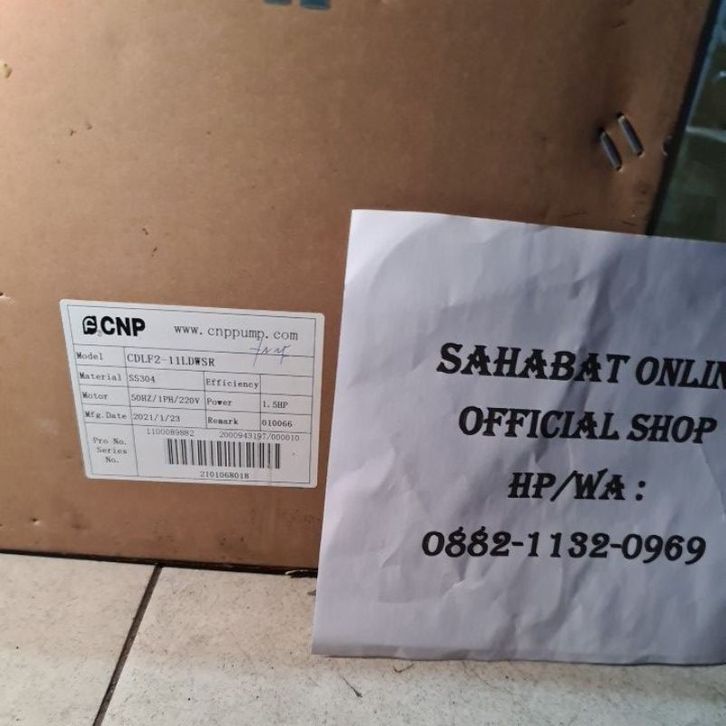 CNP www.cnppump.com
Model CDLF2-11LDWSR
Material SS304 Efficiency
Motor 50HZ/1PH/220V Power 1.5HP
Mfg.Date 2021/1/23 Remark 010066
Pro No. 1100089882 2000943197/000010
Series
No. 2101068018
SAHABAT ONLIN
OFFICIAL SHOP
HP/WA :
0882-1132-0969